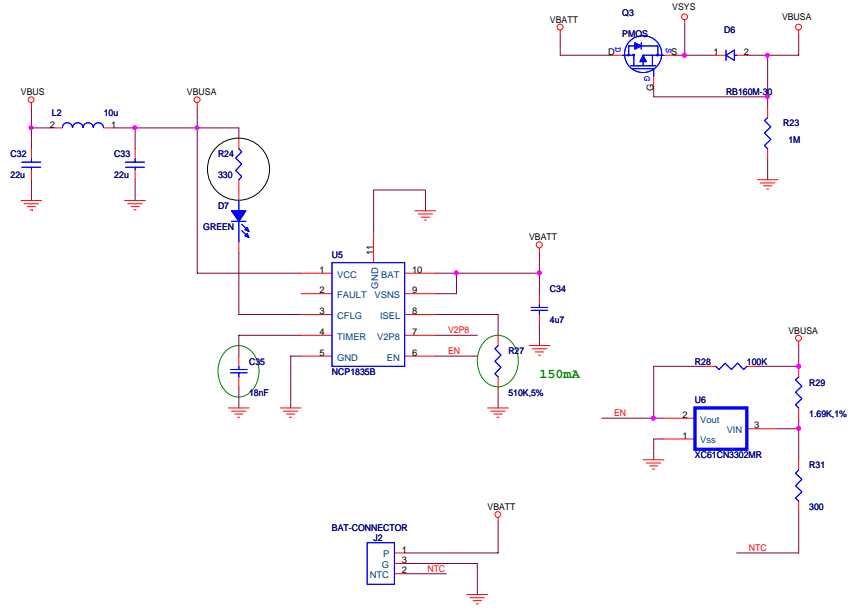 VBATT
Q3
PMOS
VSYS
D6
VBUSA
D
D
S
S
G
G
1
2
RB160M-30
R23
1M
VBUS
L2
10u
2
1
VBUSA
C32
22u
C33
22u
R24
330
D7
GREEN
U5
11
GND
1
VCC
BAT
10
2
FAULT
VSNS
9
3
CFLG
ISEL
8
4
TIMER
V2P8
7
V2P8
5
GND
EN
6
EN
NCP1835B
VBATT
C34
4u7
C35
18nF
R27
150mA
510K,5%
VBUSA
R28
100K
R29
1.69K,1%
U6
EN
2
Vout
1
Vss
VIN
3
XC61CN3302MR
R31
300
NTC
VBATT
BAT-CONNECTOR
J2
P
1
G
3
NTC
2
NTC